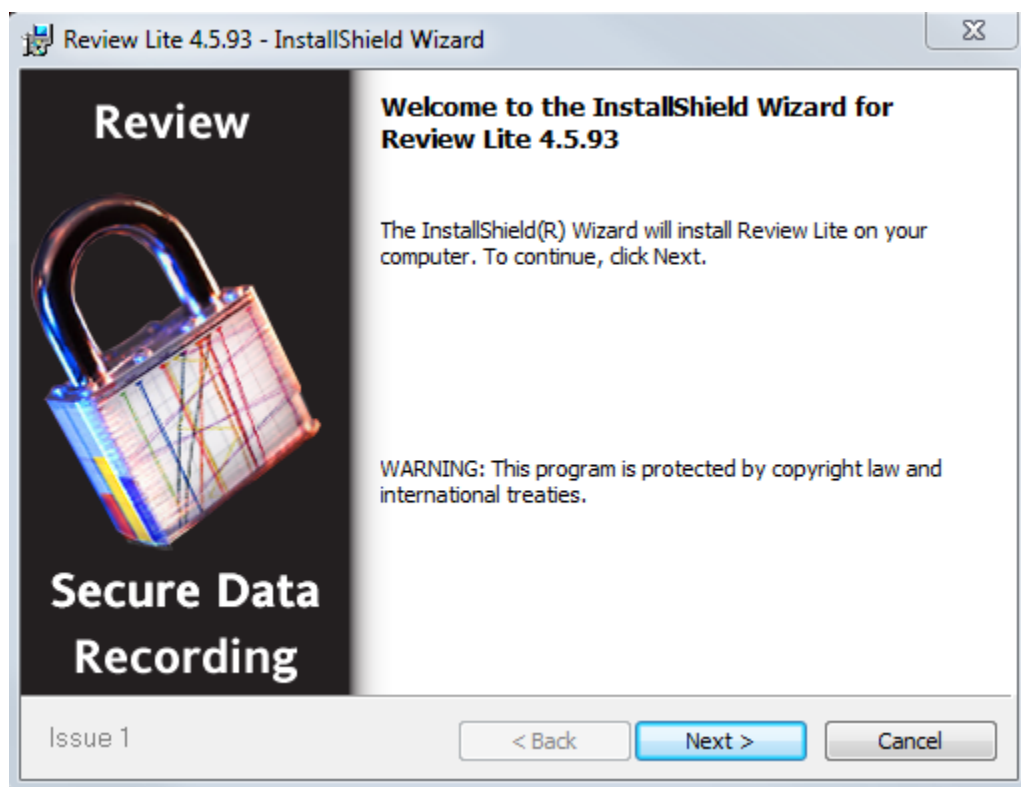 Review Lite 4.5.93 - InstallShield Wizard
Review
Welcome to the InstallShield Wizard for
Review Lite 4.5.93
The InstallShield(R) Wizard will install Review Lite on your
computer. To continue, click Next.
WARNING: This program is protected by copyright law and
international treaties.
Secure Data
Recording
Issue 1
< Back
Next >
Cancel